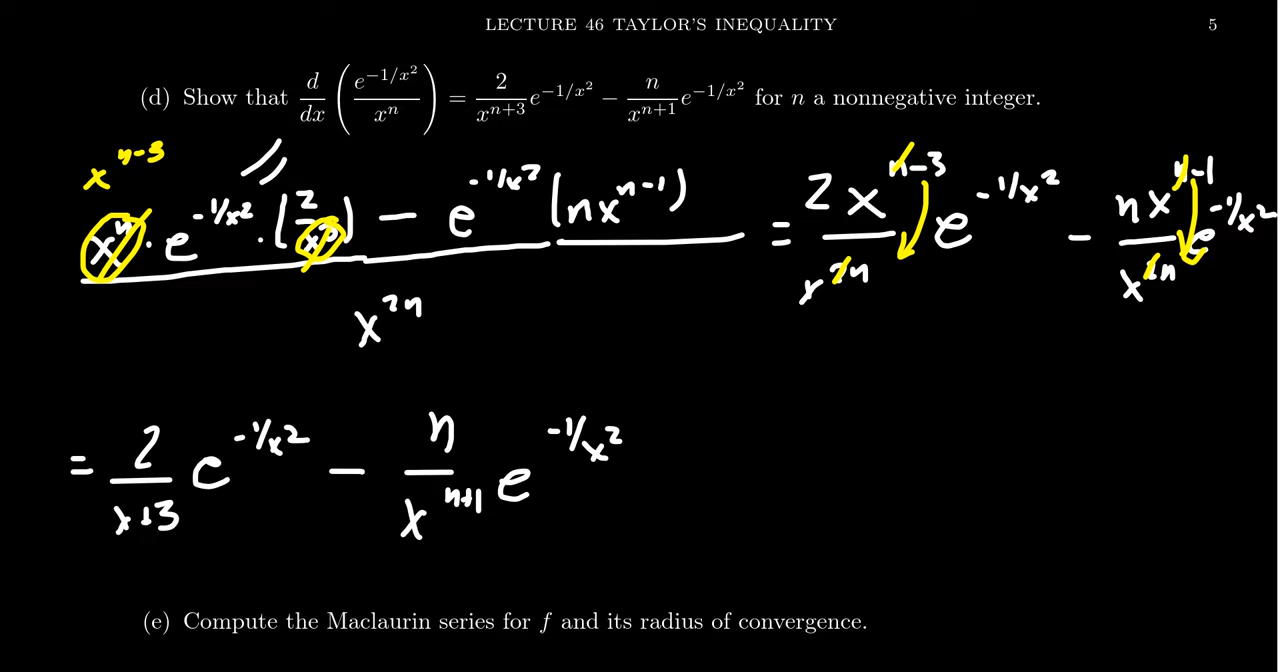 LECTURE 46 TAYLOR'S INEQUALITY 5
(d) Show that d/dx (e^{-1/x^2} / x^n) = 2/x^{n+3} e^{-1/x^2} − n/x^{n+1} e^{-1/x^2} for n a nonnegative integer.
x^{n-3}
(x^n · e^{-1/x^2} · (2/x^3) − e^{-1/x^2} (nx^{n-1})) / x^{2n} = 2x^{n-3}/x^{2n} e^{-1/x^2} − nx^{n-1}/x^{2n} e^{-1/x^2}
= 2/(x+3) e^{-1/x^2} − n/x^{n+1} e^{-1/x^2}
(e) Compute the Maclaurin series for f and its radius of convergence.